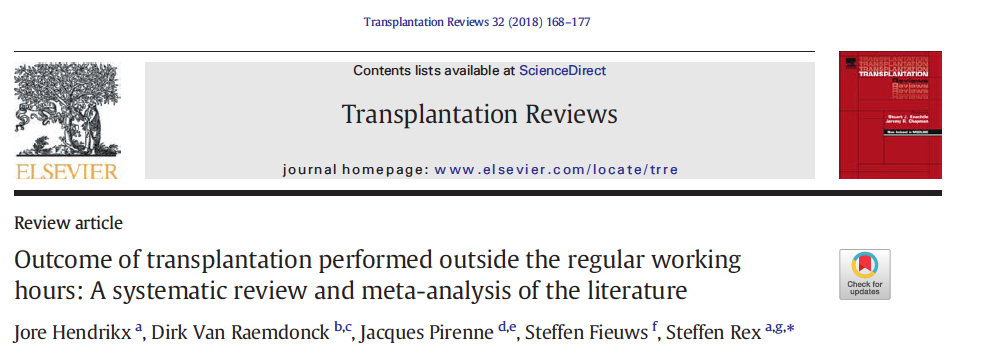 Transplantation Reviews 32 (2018) 168–177
Contents lists available at ScienceDirect
Transplantation Reviews
journal homepage: www.elsevier.com/locate/trre
ELSEVIER
TRANSPLANTATION
Reviews
Review article
Outcome of transplantation performed outside the regular working
hours: A systematic review and meta-analysis of the literature
Check for
updates
Jore Hendrikx a, Dirk Van Raemdonck b,c, Jacques Pirenne d,e, Steffen Fieuws f, Steffen Rex a,g,*